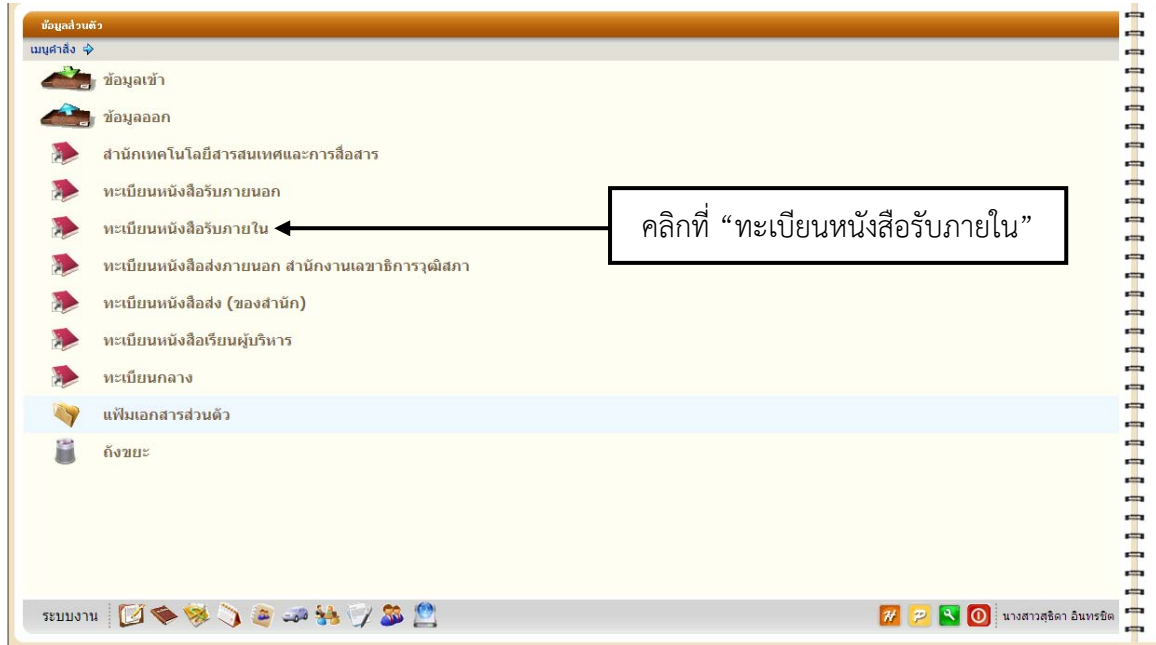 ข้อมูลส่วนตัว
เมนูคำสั่ง
ข้อมูลเข้า
ข้อมูลออก
สำนักเทคโนโลยีสารสนเทศและการสื่อสาร
ทะเบียนหนังสือรับภายนอก
ทะเบียนหนังสือรับภายใน
คลิกที่ “ทะเบียนหนังสือรับภายใน”
ทะเบียนหนังสือส่งภายนอก สำนักงานเลขาธิการวุฒิสภา
ทะเบียนหนังสือส่ง (ของสำนัก)
ทะเบียนหนังสือเรียนผู้บริหาร
ทะเบียนกลาง
แฟ้มเอกสารส่วนตัว
ถังขยะ
ระบบงาน
นางสาวสุธิดา อินทรชิต